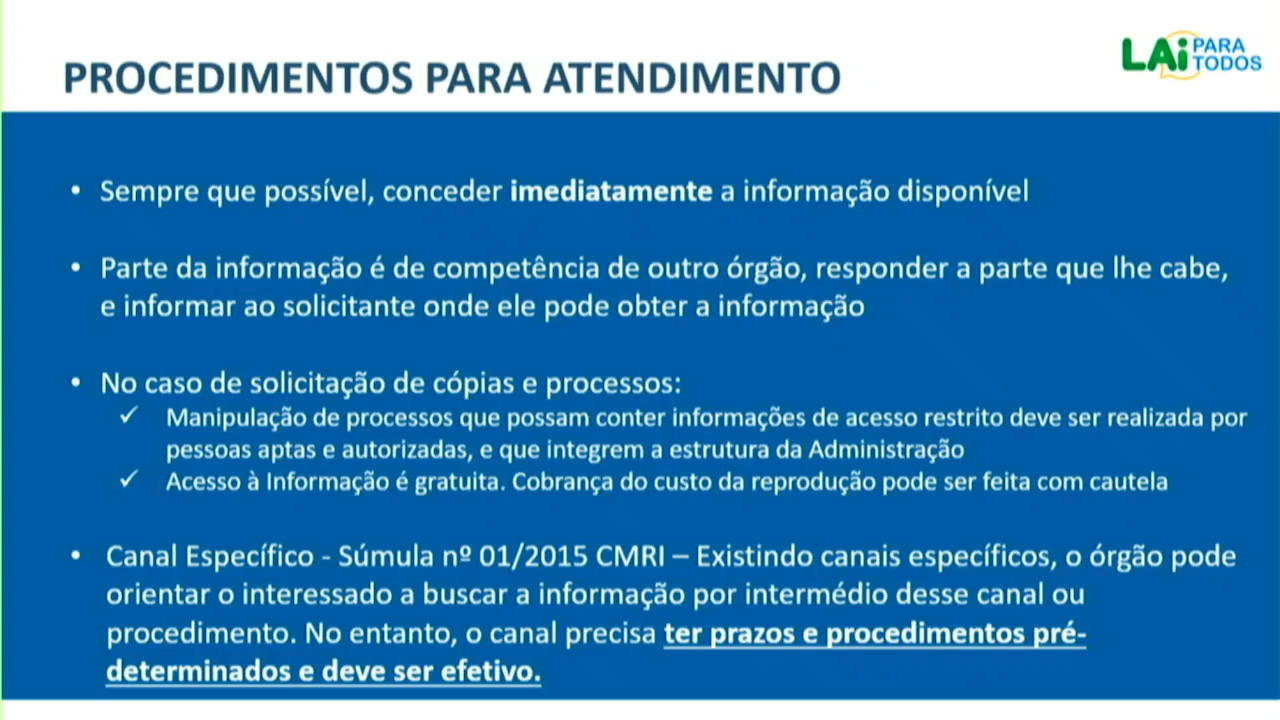 PROCEDIMENTOS PARA ATENDIMENTO
LAi PARA TODOS
• Sempre que possível, conceder imediatamente a informação disponível
• Parte da informação é de competência de outro órgão, responder a parte que lhe cabe,
e informar ao solicitante onde ele pode obter a informação
• No caso de solicitação de cópias e processos:
✓ Manipulação de processos que possam conter informações de acesso restrito deve ser realizada por
pessoas aptas e autorizadas, e que integrem a estrutura da Administração
✓ Acesso à Informação é gratuita. Cobrança do custo da reprodução pode ser feita com cautela
• Canal Específico - Súmula nº 01/2015 CMRI – Existindo canais específicos, o órgão pode
orientar o interessado a buscar a informação por intermédio desse canal ou
procedimento. No entanto, o canal precisa ter prazos e procedimentos pré-
determinados e deve ser efetivo.